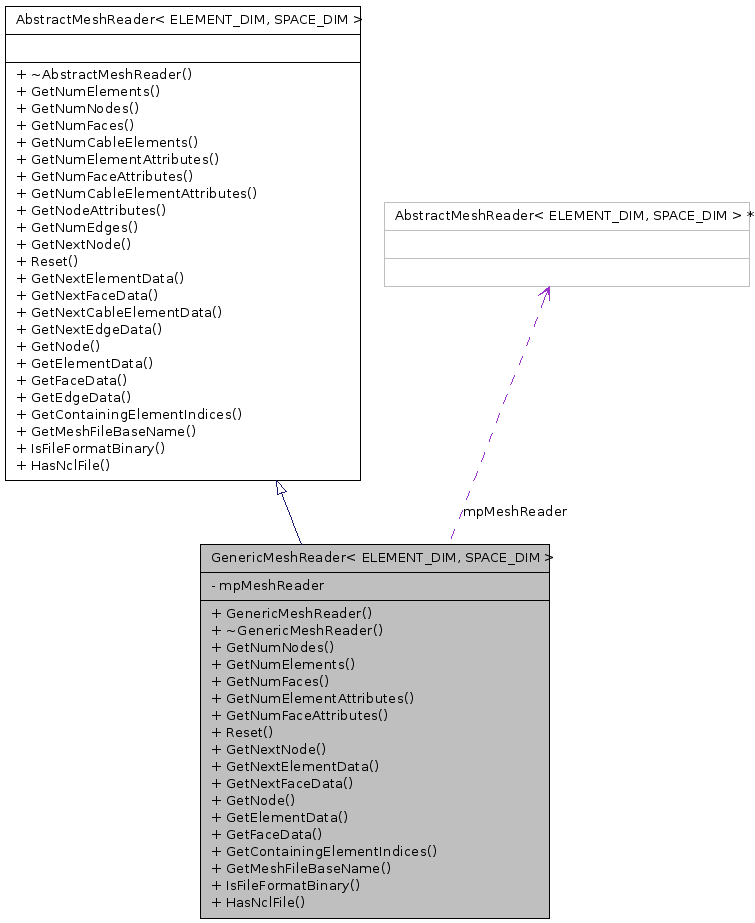 AbstractMeshReader< ELEMENT_DIM, SPACE_DIM >
+ ~AbstractMeshReader()
+ GetNumElements()
+ GetNumNodes()
+ GetNumFaces()
+ GetNumCableElements()
+ GetNumElementAttributes()
+ GetNumFaceAttributes()
+ GetNumCableElementAttributes()
+ GetNodeAttributes()
+ GetNumEdges()
+ GetNextNode()
+ Reset()
+ GetNextElementData()
+ GetNextFaceData()
+ GetNextCableElementData()
+ GetNextEdgeData()
+ GetNode()
+ GetElementData()
+ GetFaceData()
+ GetEdgeData()
+ GetContainingElementIndices()
+ GetMeshFileBaseName()
+ IsFileFormatBinary()
+ HasNclFile()
AbstractMeshReader< ELEMENT_DIM, SPACE_DIM > *
mpMeshReader
GenericMeshReader< ELEMENT_DIM, SPACE_DIM >
- mpMeshReader
+ GenericMeshReader()
+ ~GenericMeshReader()
+ GetNumNodes()
+ GetNumElements()
+ GetNumFaces()
+ GetNumElementAttributes()
+ GetNumFaceAttributes()
+ Reset()
+ GetNextNode()
+ GetNextElementData()
+ GetNextFaceData()
+ GetNode()
+ GetElementData()
+ GetFaceData()
+ GetContainingElementIndices()
+ GetMeshFileBaseName()
+ IsFileFormatBinary()
+ HasNclFile()